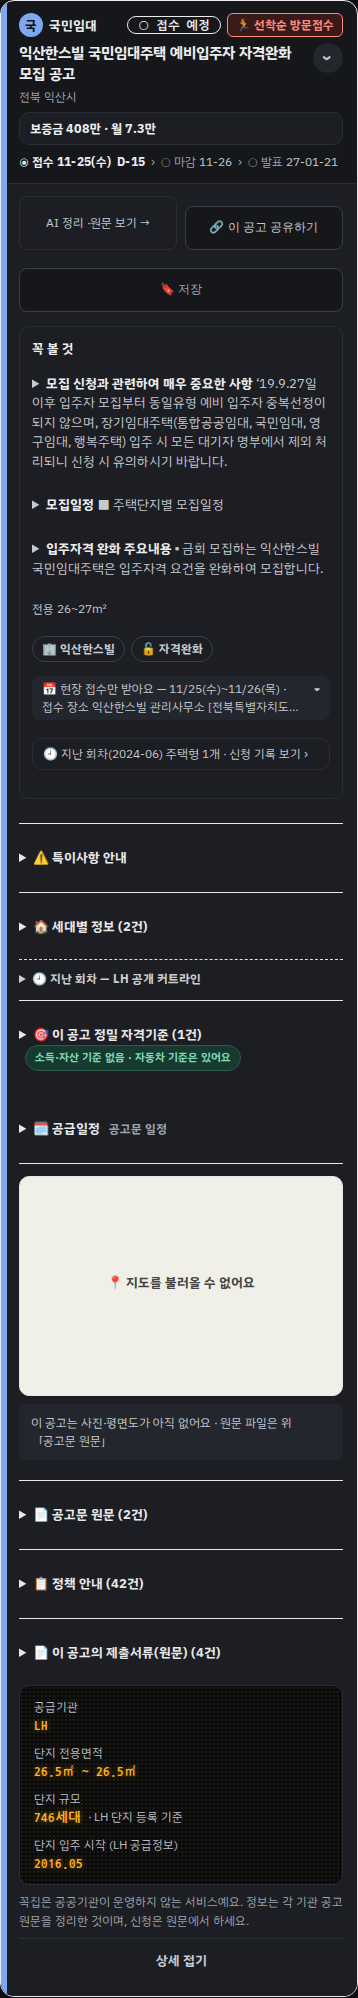 국 국민임대 ○ 접수 예정 🏃 선착순 방문접수
익산한스빌 국민임대주택 예비입주자 자격완화
모집 공고
전북 익산시
보증금 408만 · 월 7.3만
◉ 접수 11-25(수) D-15 › ○ 마감 11-26 › ○ 발표 27-01-21
AI 정리 ·원문 보기 →
🔗 이 공고 공유하기
🔖 저장
꼭 볼 것
▶ 모집 신청과 관련하여 매우 중요한 사항 '19.9.27일
이후 입주자 모집부터 동일유형 예비 입주자 중복선정이
되지 않으며, 장기임대주택(통합공공임대, 국민임대, 영
구임대, 행복주택) 입주 시 모든 대기자 명부에서 제외 처
리되니 신청 시 유의하시기 바랍니다.
▶ 모집일정 ■ 주택단지별 모집일정
▶ 입주자격 완화 주요내용 ▪ 금회 모집하는 익산한스빌
국민임대주택은 입주자격 요건을 완화하여 모집합니다.
전용 26~27m²
🏢 익산한스빌 🔓 자격완화
📅 현장 접수만 받아요 — 11/25(수)~11/26(목) ·
접수 장소 익산한스빌 관리사무소 [전북특별자치도...
🕘 지난 회차(2024-06) 주택형 1개 · 신청 기록 보기 ›
▶ ⚠️ 특이사항 안내
▶ 🏠 세대별 정보 (2건)
▶ 🕘 지난 회차 — LH 공개 커트라인
▶ 🎯 이 공고 정밀 자격기준 (1건)
소득·자산 기준 없음 · 자동차 기준은 있어요
▶ 🗓️ 공급일정 공고문 일정
📍 지도를 불러올 수 없어요
이 공고는 사진·평면도가 아직 없어요 · 원문 파일은 위
「공고문 원문」
▶ 📄 공고문 원문 (2건)
▶ 📋 정책 안내 (42건)
▶ 📄 이 공고의 제출서류(원문) (4건)
공급기관
LH
단지 전용면적
26.5㎡ ~ 26.5㎡
단지 규모
746세대 · LH 단지 등록 기준
단지 입주 시작 (LH 공급정보)
2016.05
꼭집은 공공기관이 운영하지 않는 서비스예요. 정보는 각 기관 공고
원문을 정리한 것이며, 신청은 원문에서 하세요.
상세 접기